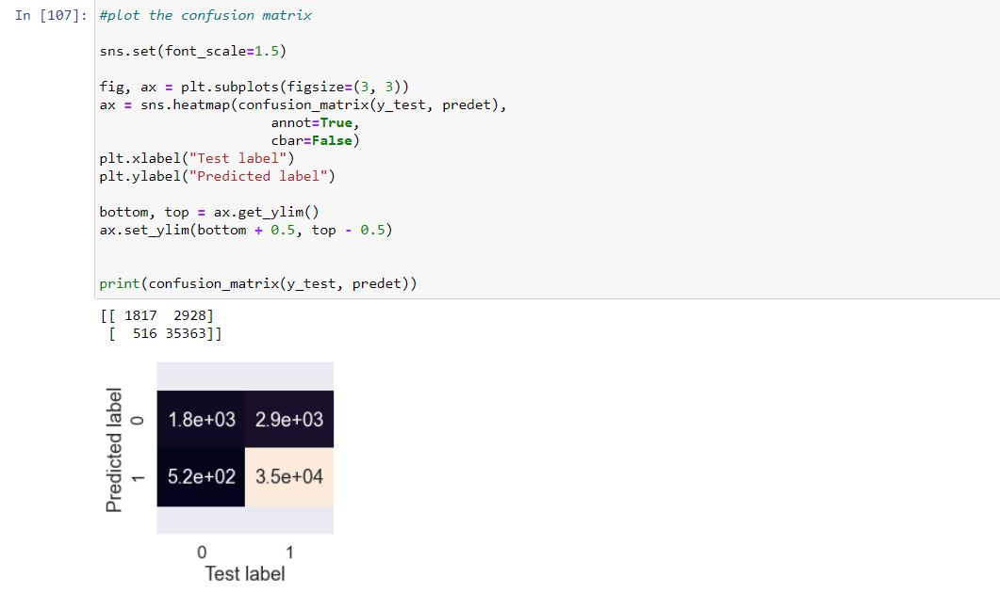 In [107]: #plot the confusion matrix
sns.set(font_scale=1.5)
fig, ax = plt.subplots(figsize=(3, 3))
ax = sns.heatmap(confusion_matrix(y_test, predet),
annot=True,
cbar=False)
plt.xlabel("Test label")
plt.ylabel("Predicted label")
bottom, top = ax.get_ylim()
ax.set_ylim(bottom + 0.5, top - 0.5)
print(confusion_matrix(y_test, predet))
[[ 1817 2928]
[ 516 35363]]
Predicted label
0
1.8e+03 2.9e+03
1
5.2e+02 3.5e+04
0 1
Test label